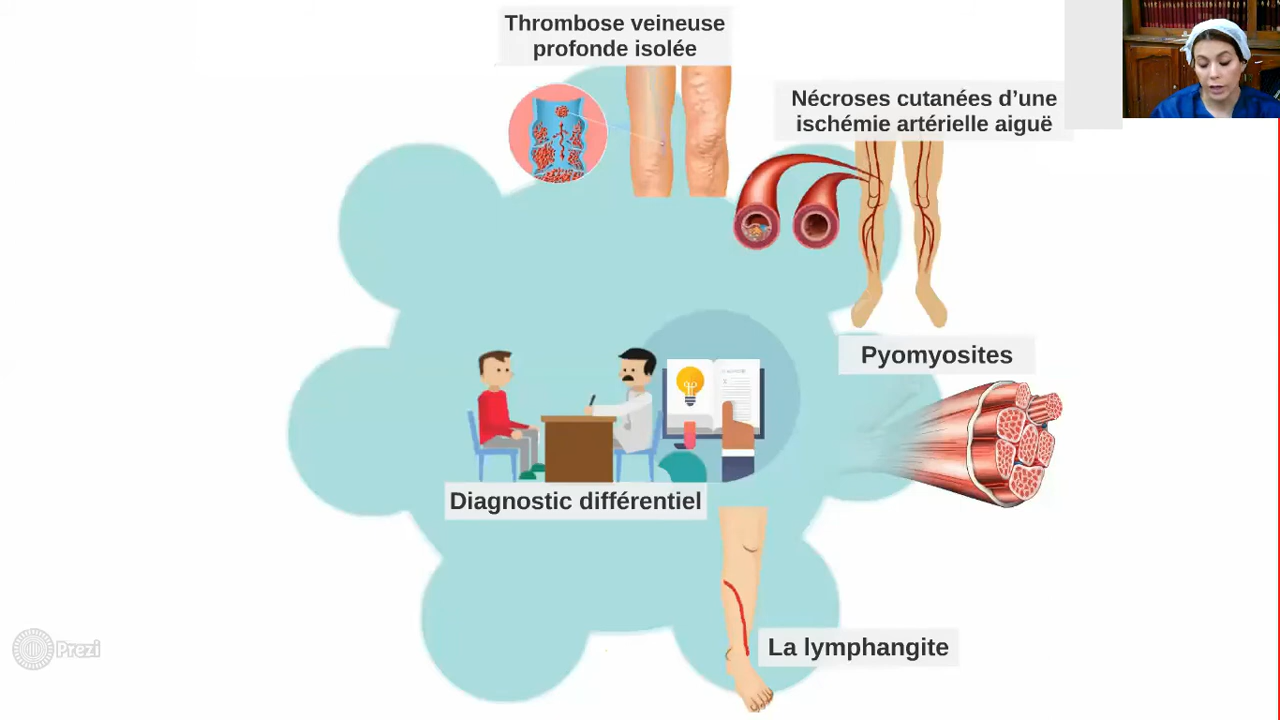 Thrombose veineuse
profonde isolée
Nécroses cutanées d’une
ischémie artérielle aiguë
Pyomyosites
Diagnostic différentiel
La lymphangite
Prezi